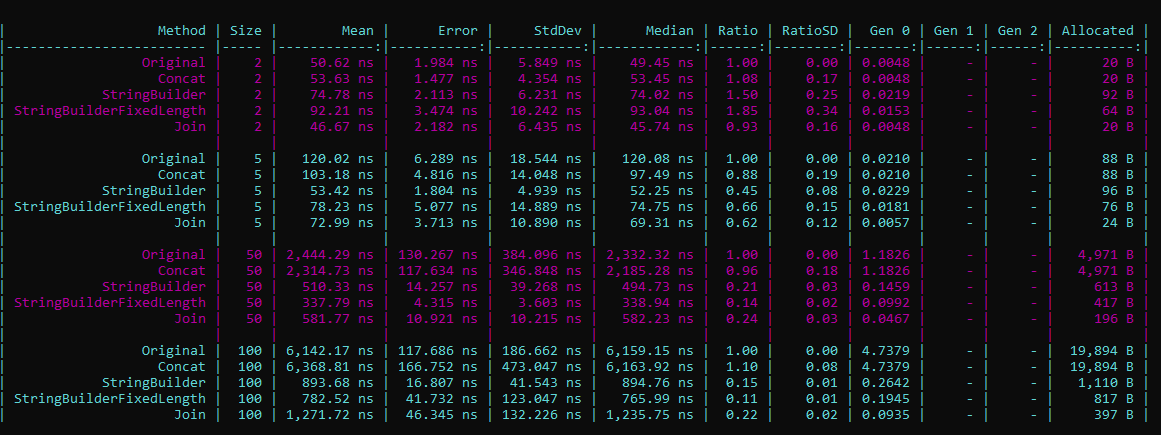 | Method | Size | Mean | Error | StdDev | Median | Ratio | RatioSD | Gen 0 | Gen 1 | Gen 2 | Allocated |
|------------------------- |----- |-------------:|-----------:|-----------:|-------------:|------:|--------:|-------:|------:|------:|----------:|
| Original | 2 | 50.62 ns | 1.984 ns | 5.849 ns | 49.45 ns | 1.00 | 0.00 | 0.0048 | - | - | 20 B |
| Concat | 2 | 53.63 ns | 1.477 ns | 4.354 ns | 53.45 ns | 1.08 | 0.17 | 0.0048 | - | - | 20 B |
| StringBuilder | 2 | 74.78 ns | 2.113 ns | 6.231 ns | 74.02 ns | 1.50 | 0.25 | 0.0219 | - | - | 92 B |
| StringBuilderFixedLength | 2 | 92.21 ns | 3.474 ns | 10.242 ns | 93.04 ns | 1.85 | 0.34 | 0.0153 | - | - | 64 B |
| Join | 2 | 46.67 ns | 2.182 ns | 6.435 ns | 45.74 ns | 0.93 | 0.16 | 0.0048 | - | - | 20 B |
| | | | | | | | | | | | |
| Original | 5 | 120.02 ns | 6.289 ns | 18.544 ns | 120.08 ns | 1.00 | 0.00 | 0.0210 | - | - | 88 B |
| Concat | 5 | 103.18 ns | 4.816 ns | 14.048 ns | 97.49 ns | 0.88 | 0.19 | 0.0210 | - | - | 88 B |
| StringBuilder | 5 | 53.42 ns | 1.804 ns | 4.939 ns | 52.25 ns | 0.45 | 0.08 | 0.0229 | - | - | 96 B |
| StringBuilderFixedLength | 5 | 78.23 ns | 5.077 ns | 14.889 ns | 74.75 ns | 0.66 | 0.15 | 0.0181 | - | - | 76 B |
| Join | 5 | 72.99 ns | 3.713 ns | 10.890 ns | 69.31 ns | 0.62 | 0.12 | 0.0057 | - | - | 24 B |
| | | | | | | | | | | | |
| Original | 50 | 2,444.29 ns | 130.267 ns | 384.096 ns | 2,332.32 ns | 1.00 | 0.00 | 1.1826 | - | - | 4,971 B |
| Concat | 50 | 2,314.73 ns | 117.634 ns | 346.848 ns | 2,185.28 ns | 0.96 | 0.18 | 1.1826 | - | - | 4,971 B |
| StringBuilder | 50 | 510.33 ns | 14.257 ns | 39.268 ns | 494.73 ns | 0.21 | 0.03 | 0.1459 | - | - | 613 B |
| StringBuilderFixedLength | 50 | 337.79 ns | 4.315 ns | 3.603 ns | 338.94 ns | 0.14 | 0.02 | 0.0992 | - | - | 417 B |
| Join | 50 | 581.77 ns | 10.921 ns | 10.215 ns | 582.23 ns | 0.24 | 0.03 | 0.0467 | - | - | 196 B |
| | | | | | | | | | | | |
| Original | 100 | 6,142.17 ns | 117.686 ns | 186.662 ns | 6,159.15 ns | 1.00 | 0.00 | 4.7379 | - | - | 19,894 B |
| Concat | 100 | 6,368.81 ns | 166.752 ns | 473.047 ns | 6,163.92 ns | 1.10 | 0.08 | 4.7379 | - | - | 19,894 B |
| StringBuilder | 100 | 893.68 ns | 16.807 ns | 41.543 ns | 894.76 ns | 0.15 | 0.01 | 0.2642 | - | - | 1,110 B |
| StringBuilderFixedLength | 100 | 782.52 ns | 41.732 ns | 123.047 ns | 765.99 ns | 0.11 | 0.01 | 0.1945 | - | - | 817 B |
| Join | 100 | 1,271.72 ns | 46.345 ns | 132.226 ns | 1,235.75 ns | 0.22 | 0.02 | 0.0935 | - | - | 397 B |